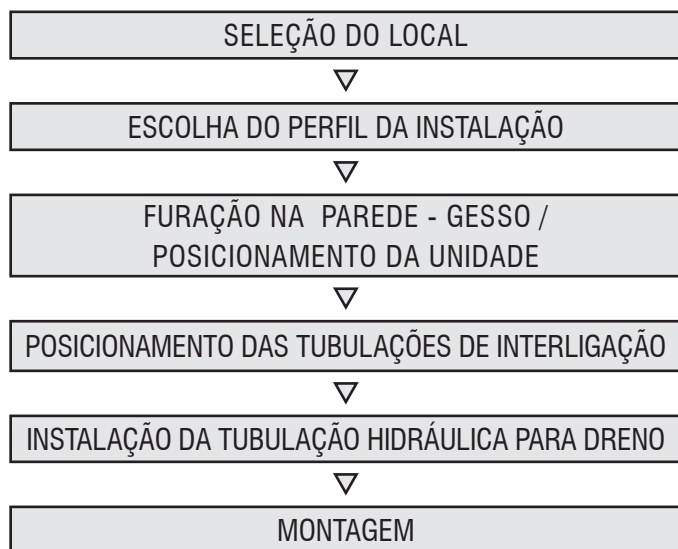 SELEÇÃO DO LOCAL
ESCOLHA DO PERFIL DA INSTALAÇÃO
FURAÇÃO NA PAREDE - GESSO /
POSICIONAMENTO DA UNIDADE
POSICIONAMENTO DAS TUBULAÇÕES DE INTERLIGAÇÃO
INSTALAÇÃO DA TUBULAÇÃO HIDRÁULICA PARA DRENO
MONTAGEM